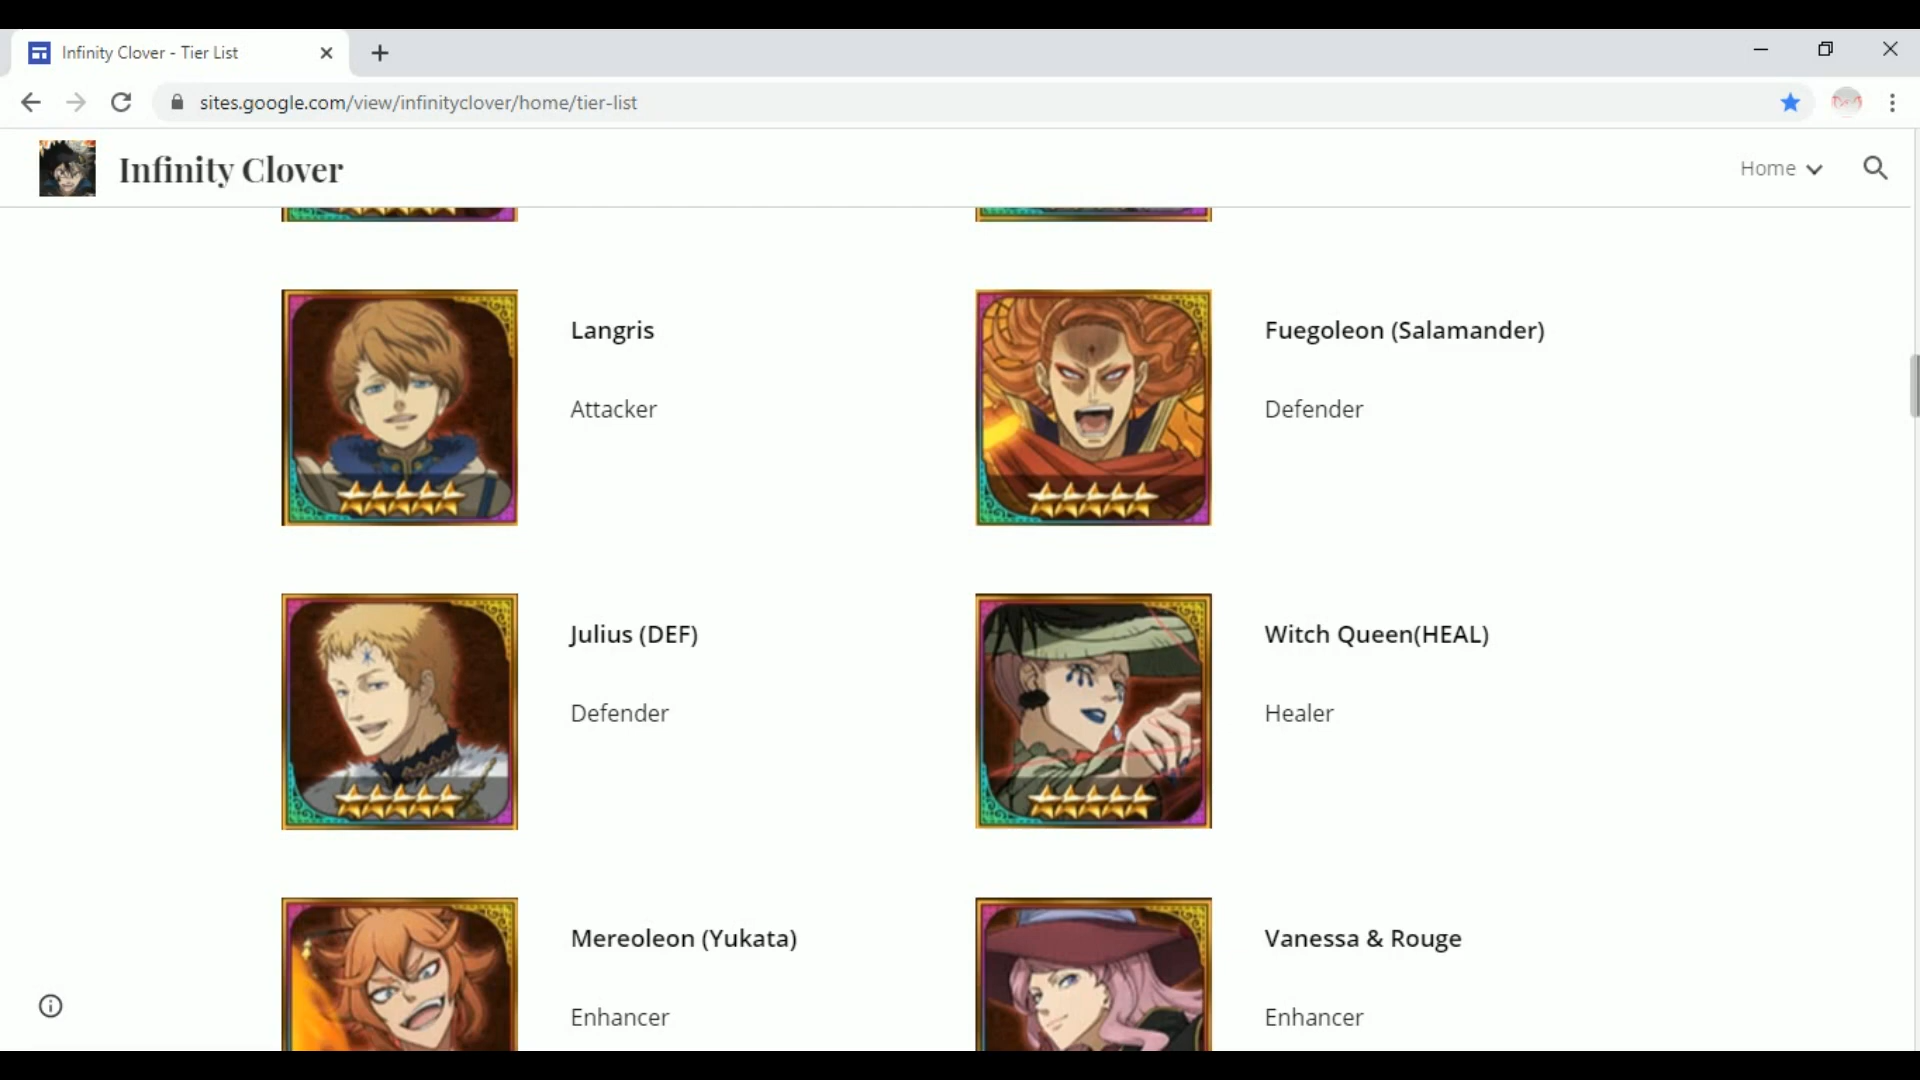 Infinity Clover - Tier List
sites.google.com/view/infinityclover/home/tier-list
Infinity Clover
Home
Langris
Attacker
Fuegoleon (Salamander)
Defender
Julius (DEF)
Defender
Witch Queen(HEAL)
Healer
Mereoleon (Yukata)
Enhancer
Vanessa & Rouge
Enhancer